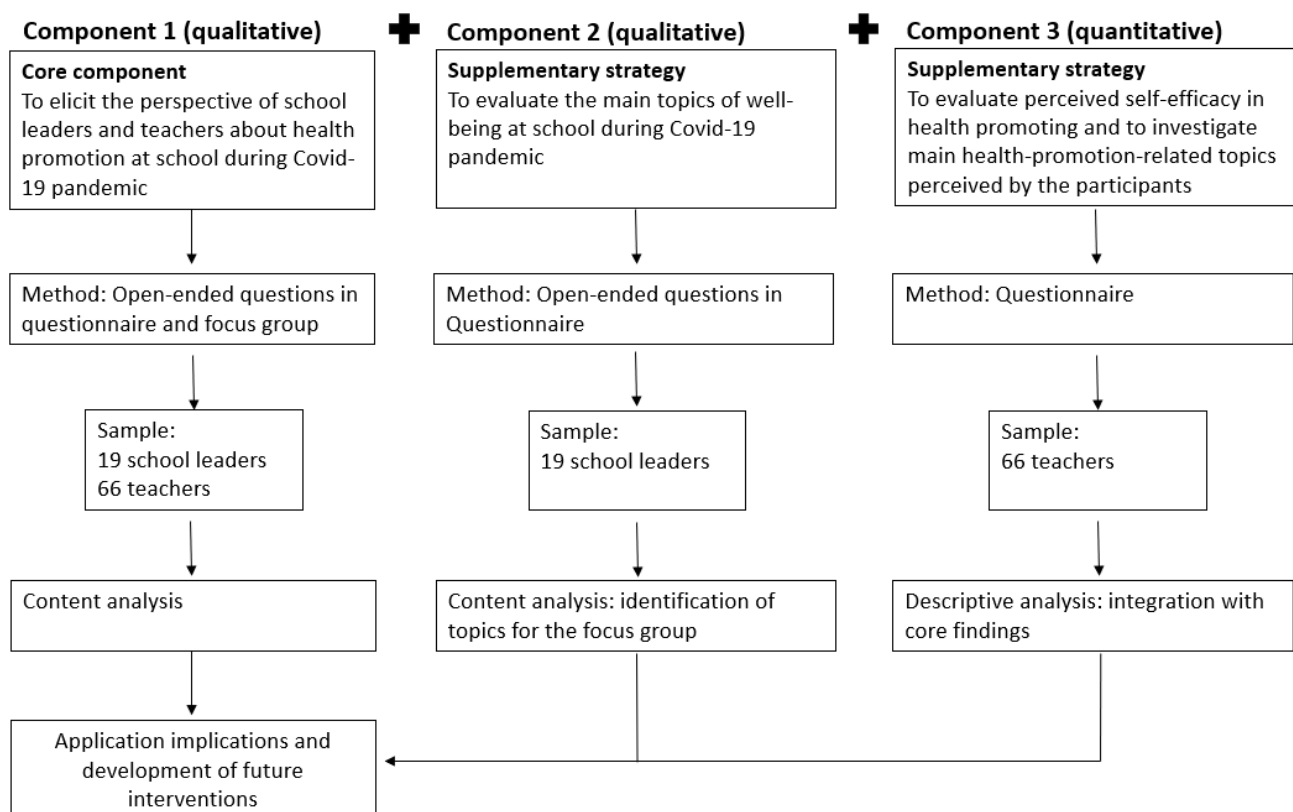 Component 1 (qualitative)
Core component
To elicit the perspective of school
leaders and teachers about health
promotion at school during Covid-
19 pandemic
Method: Open-ended questions in
questionnaire and focus group
Sample:
19 school leaders
66 teachers
Content analysis
Application implications and
development of future
interventions
Component 2 (qualitative)
Supplementary strategy
To evaluate the main topics of well-
being at school during Covid-19
pandemic
Method: Open-ended questions in
Questionnaire
Sample:
19 school leaders
Content analysis: identification of
topics for the focus group
Component 3 (quantitative)
Supplementary strategy
To evaluate perceived self-efficacy in
health promoting and to investigate
main health-promotion-related topics
perceived by the participants
Method: Questionnaire
Sample:
66 teachers
Descriptive analysis: integration with
core findings